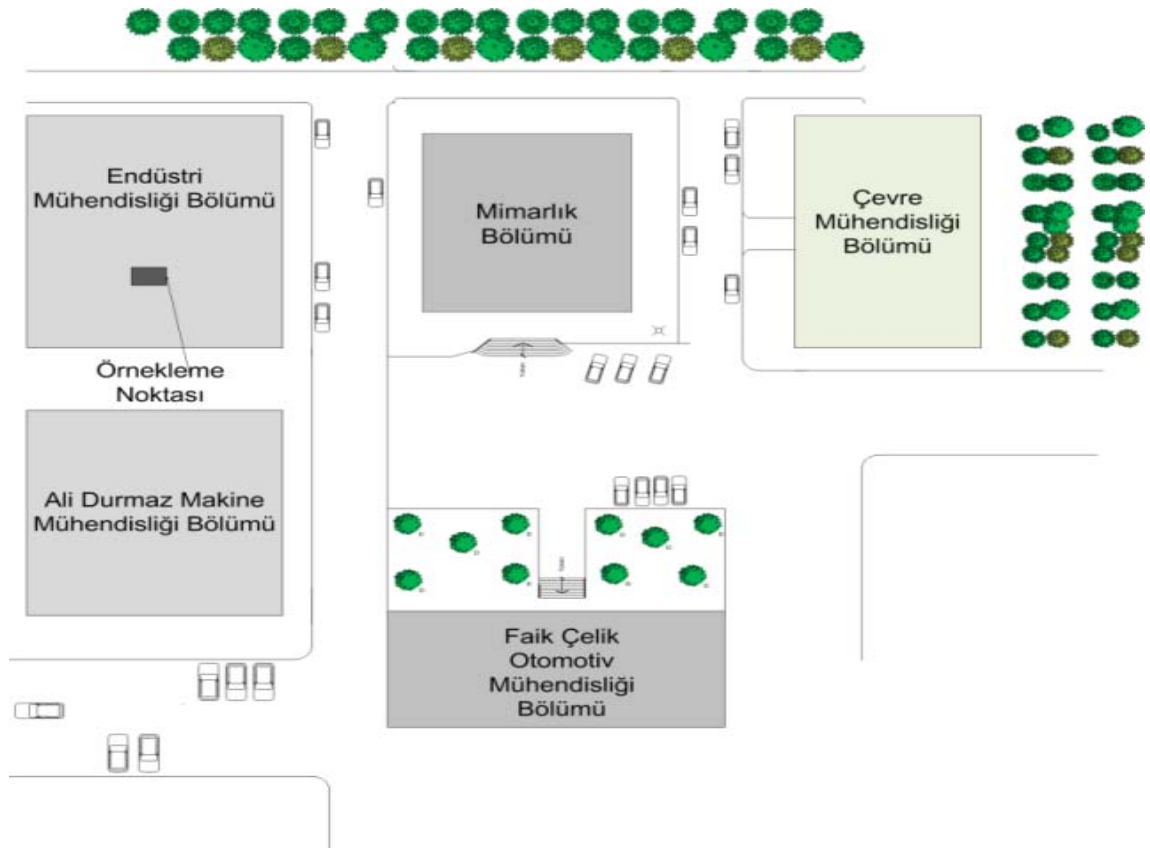 Endüstri
Mühendisliği Bölümü
Mimarlık
Bölümü
Çevre
Mühendisliği
Bölümü
Örnekleme
Noktası
Ali Durmaz Makine
Mühendisliği Bölümü
Faik Çelik
Otomotiv
Mühendisliği
Bölümü